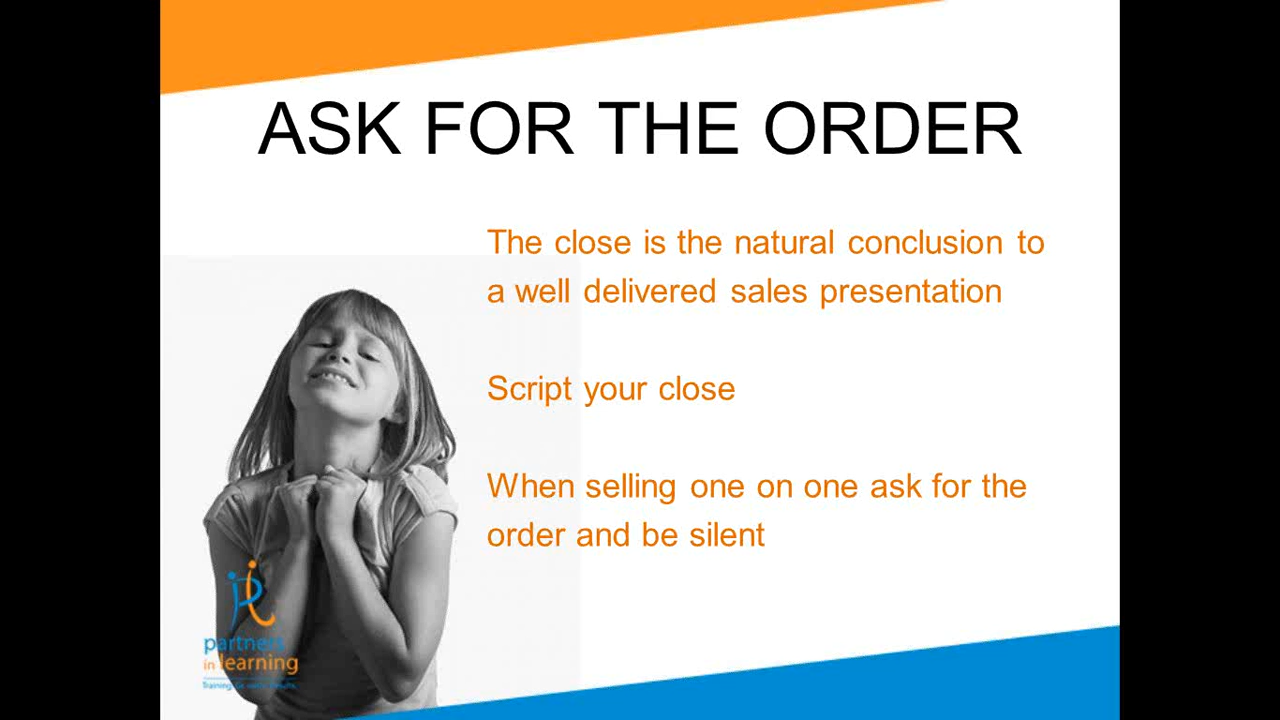 ASK FOR THE ORDER
The close is the natural conclusion to
a well delivered sales presentation
Script your close
When selling one on one ask for the
order and be silent
partners
in learning
Training